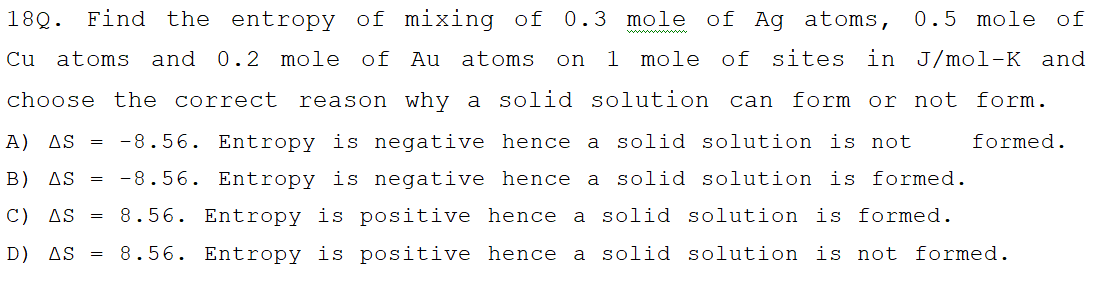 18Q. Find the entropy of mixing of 0.3 mole of Ag atoms, 0.5 mole of
Cu atoms and 0.2 mole of Au atoms on 1 mole of sites in J/mol-K and
choose the correct reason why a solid solution can form or not form.
A) ΔS = -8.56. Entropy is negative hence a solid solution is not formed.
B) ΔS = -8.56. Entropy is negative hence a solid solution is formed.
C) ΔS = 8.56. Entropy is positive hence a solid solution is formed.
D) ΔS = 8.56. Entropy is positive hence a solid solution is not formed.